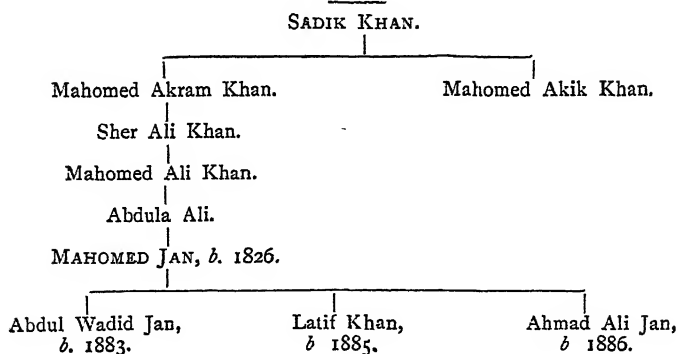 SADIK KHAN.
Mahomed Akram Khan. Mahomed Akik Khan.
Sher Ali Khan.
Mahomed Ali Khan.
Abdula Ali.
MAHOMED JAN, b. 1826.
Abdul Wadid Jan, Latif Khan, Ahmad Ali Jan,
b. 1883. b 1885, b 1886.